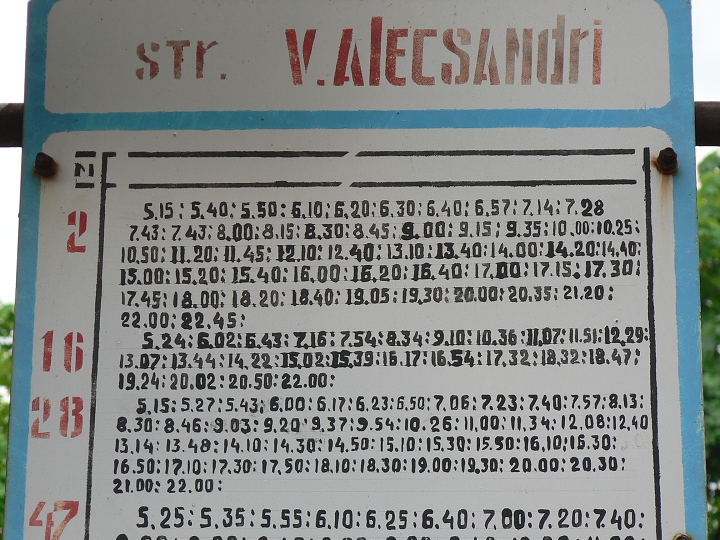 STR. V.AlECSANdri
N
2 5.15; 5.40; 5.50; 6.10; 6.20; 6.30; 6.40; 6.57; 7.14; 7.28
7.43; 7.43; 8.00; 8.15; 8.30; 8.45; 9.00; 9.15; 9.35; 10.00; 10.25;
10.50; 11.20; 11.45; 12.10; 12.40; 13.10; 13.40; 14.00; 14.20; 14.40;
15.00; 15.20; 15.40; 16.00; 16.20; 16.40; 17.00; 17.15; 17.30;
17.45; 18.00; 18.20; 18.40; 19.05; 19.30; 20.00; 20.35; 21.20;
22.00; 22.45;
16 5.24; 6.02; 6.43; 7.16; 7.54; 8.34; 9.10; 10.36; 11.07; 11.51; 12.29;
13.07; 13.44; 14.22; 15.02; 15.39; 16.17; 16.54; 17.32; 18.32; 18.47;
19.24; 20.02; 20.50; 22.00;
28 5.15; 5.27; 5.43; 6.00; 6.17; 6.23; 6.50; 7.06; 7.23; 7.40; 7.57; 8.13;
8.30; 8.46; 9.03; 9.20; 9.37; 9.54; 10.26; 11.00; 11.34; 12.08; 12.40
13.14; 13.48; 14.10; 14.30; 14.50; 15.10; 15.30; 15.50; 16.10; 16.30;
16.50; 17.10; 17.30; 17.50; 18.10; 18.30; 19.00; 19.30; 20.00; 20.30;
21.00; 22.00;
47 5.25; 5.35; 5.55; 6.10; 6.25; 6.40; 7.00; 7.20; 7.40;